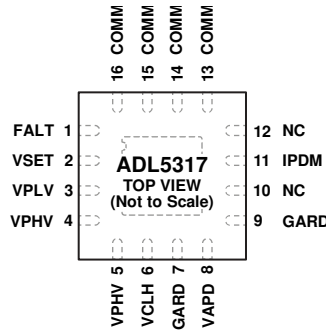 16 COMM
15 COMM
14 COMM
13 COMM
FALT 1
VSET 2
VPLV 3
VPHV 4
ADL5317
TOP VIEW
(Not to Scale)
12 NC
11 IPDM
10 NC
9 GARD
VPHV 5
VCLH 6
GARD 7
VAPD 8